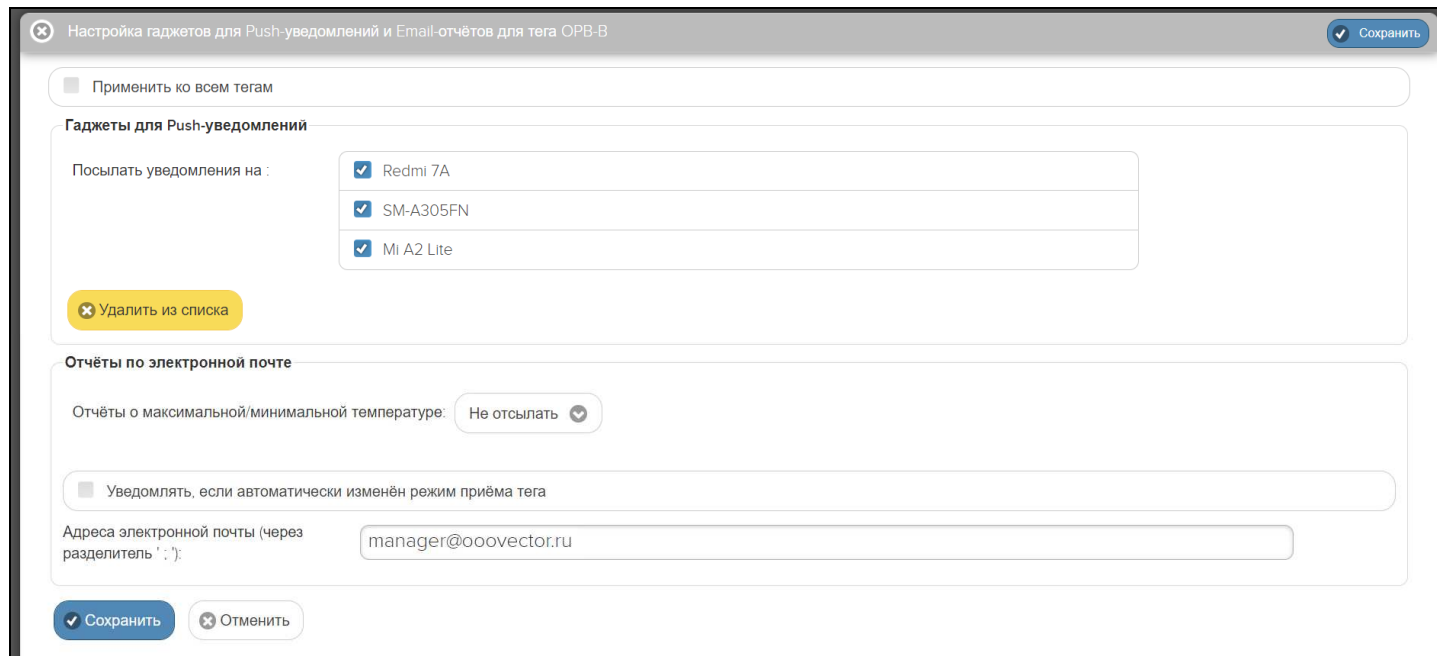 Настройка гаджетов для Push-уведомлений и Email-отчётов для тега OPB-B
Сохранить
Применить ко всем тегам
Гаджеты для Push-уведомлений
Посылать уведомления на :
Redmi 7A
SM-A305FN
Mi A2 Lite
Удалить из списка
Отчёты по электронной почте
Отчёты о максимальной/минимальной температуре:
Не отсылать
Уведомлять, если автоматически изменён режим приёма тега
Адреса электронной почты (через
разделитель ' ; '):
manager@ooovector.ru
Сохранить
Отменить